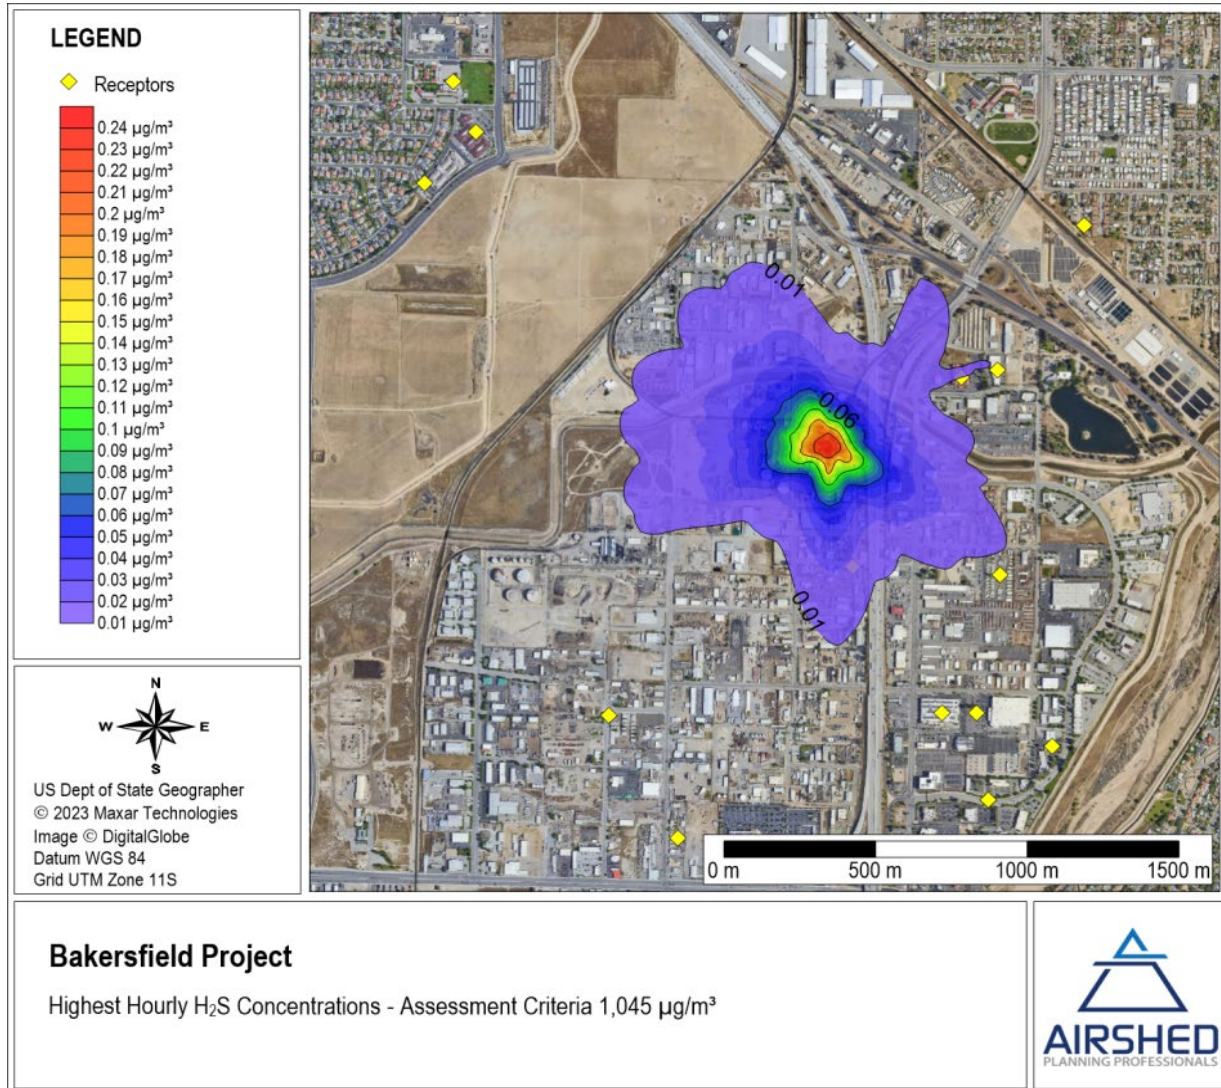 LEGEND
Receptors
0.24 µg/m³
0.23 µg/m³
0.22 µg/m³
0.21 µg/m³
0.2 µg/m³
0.19 µg/m³
0.18 µg/m³
0.17 µg/m³
0.16 µg/m³
0.15 µg/m³
0.14 µg/m³
0.13 µg/m³
0.12 µg/m³
0.11 µg/m³
0.1 µg/m³
0.09 µg/m³
0.08 µg/m³
0.07 µg/m³
0.06 µg/m³
0.05 µg/m³
0.04 µg/m³
0.03 µg/m³
0.02 µg/m³
0.01 µg/m³
N
W E
S
US Dept of State Geographer
© 2023 Maxar Technologies
Image © DigitalGlobe
Datum WGS 84
Grid UTM Zone 11S
0.01
0.06
0.01
0 m 500 m 1000 m 1500 m
Bakersfield Project
Highest Hourly H₂S Concentrations - Assessment Criteria 1,045 µg/m³
AIRSHED
PLANNING PROFESSIONALS